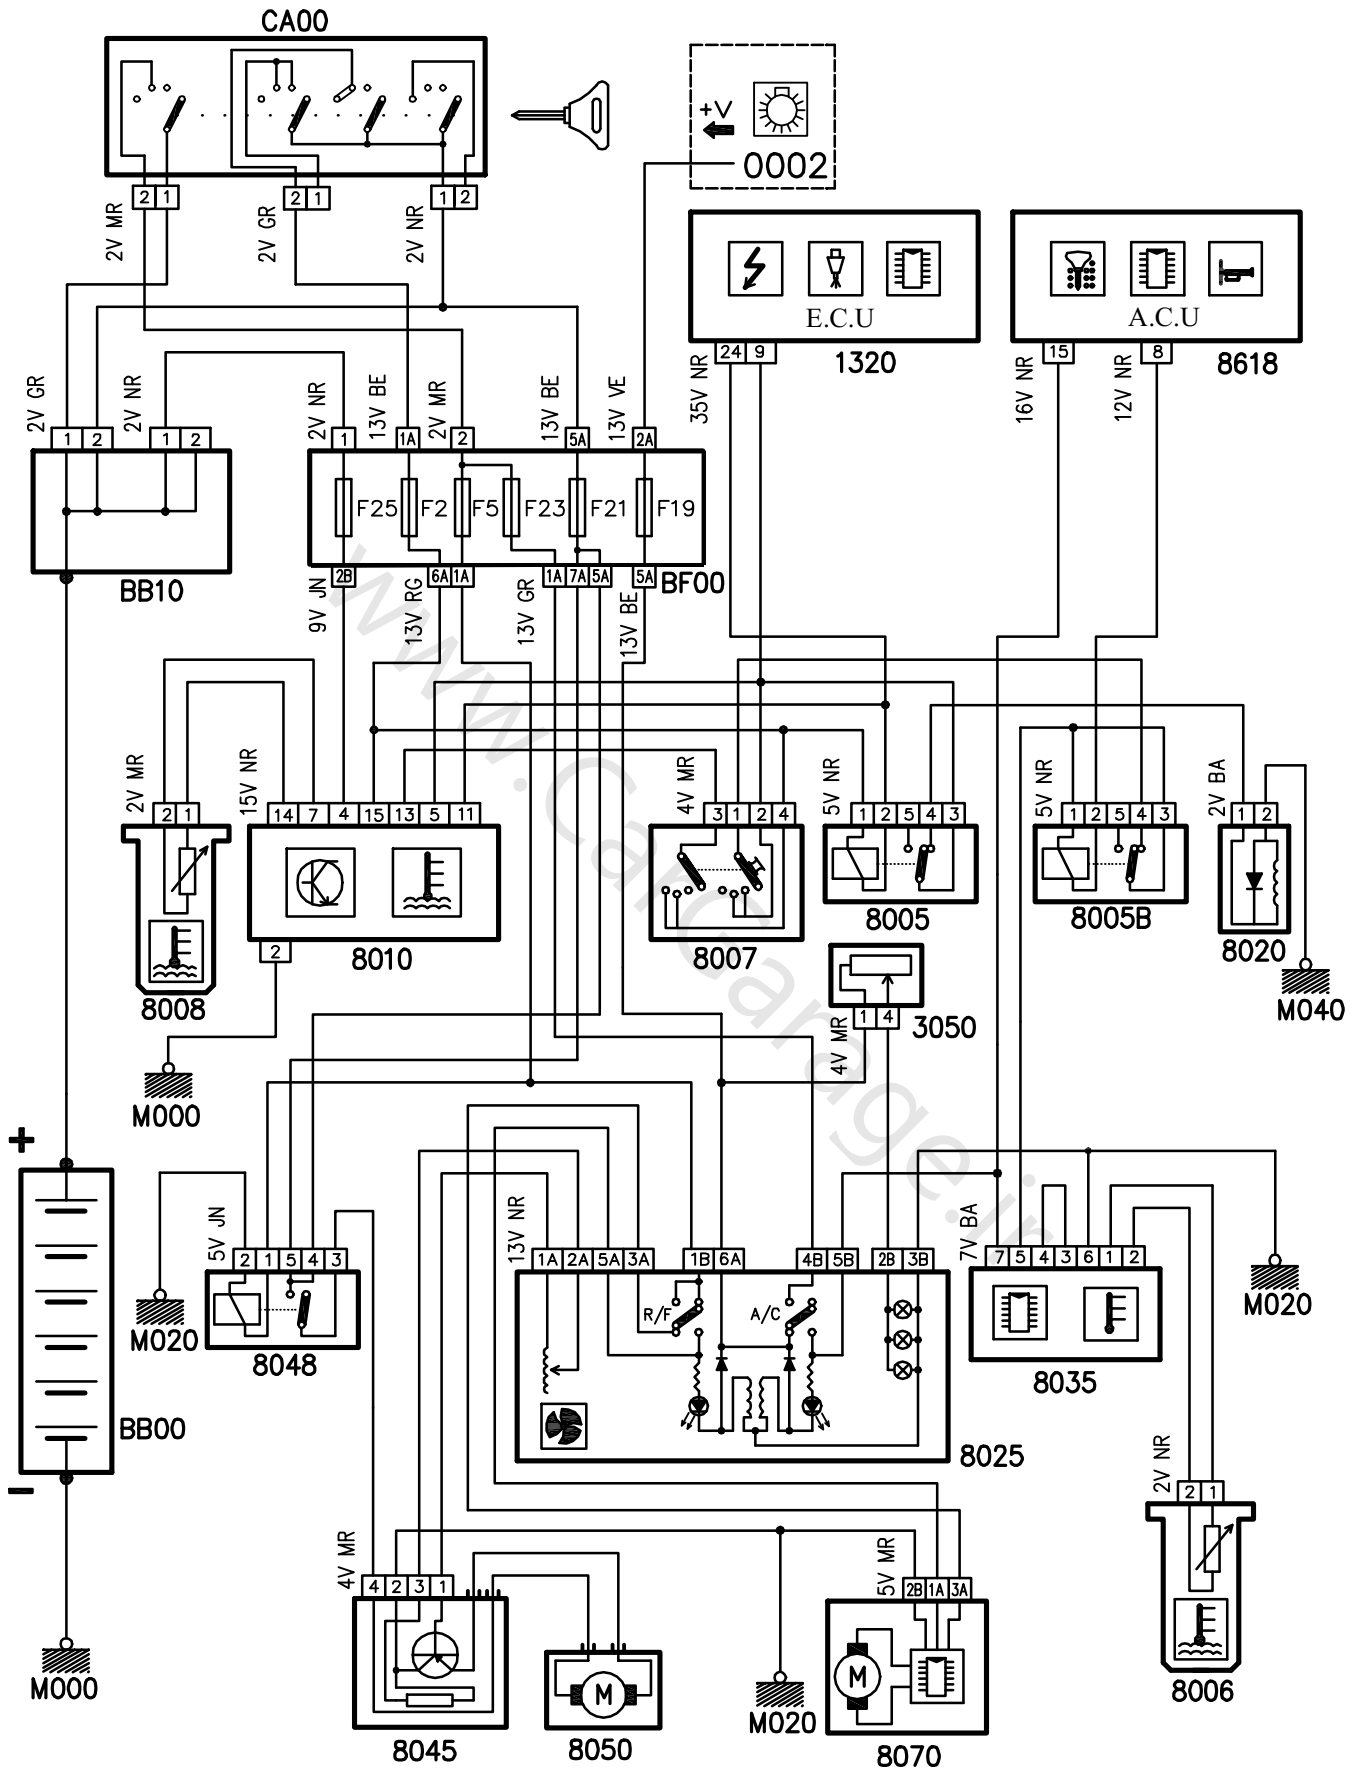 CA00
+V
0002
2 1
2 1
1 2
2V MR
2V GR
2V NR
E.C.U
A.C.U
24 9
1320
15
8
8618
35V NR
16V NR
12V NR
2V GR
2V NR
2V NR
13V BE
2V MR
13V BE
13V VE
1 2
1 2
1
1A
2
5A
2A
F25
F2
F5
F23
F21
F19
BB10
2B
6A 1A
1A 7A 5A
5A
BF00
9V JN
13V RG
13V GR
13V BE
www.CarGarage.ir
2V MR
15V NR
4V MR
5V NR
5V NR
2V BA
2 1
14 7 4 15 13 5 11
3 1 2 4
1 2 5 4 3
1 2 5 4 3
1 2
8005
8005B
8020
8010
8007
2
8008
M040
1 4
3050
4V MR
M000
+
5V JN
13V NR
7V BA
2 1 5 4 3
1A 2A 5A 3A
1B 6A
4B 5B
2B 3B
7 5 4 3 6 1 2
M020
M020
R/F
A/C
8048
8035
BB00
8025
2V NR
2 1
-
4V MR
5V MR
4 2 3 1
2B 1A 3A
M000
M
M
8006
M020
8045
8050
8070